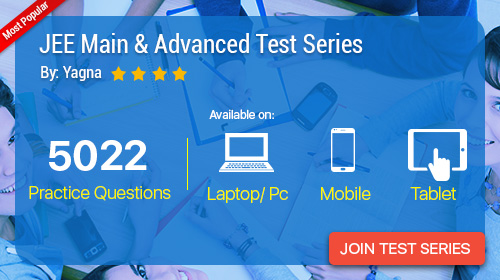 Most Popular
JEE Main & Advanced Test Series
By: Yagna
Available on:
5022
Practice Questions
Laptop/ Pc
Mobile
Tablet
JOIN TEST SERIES